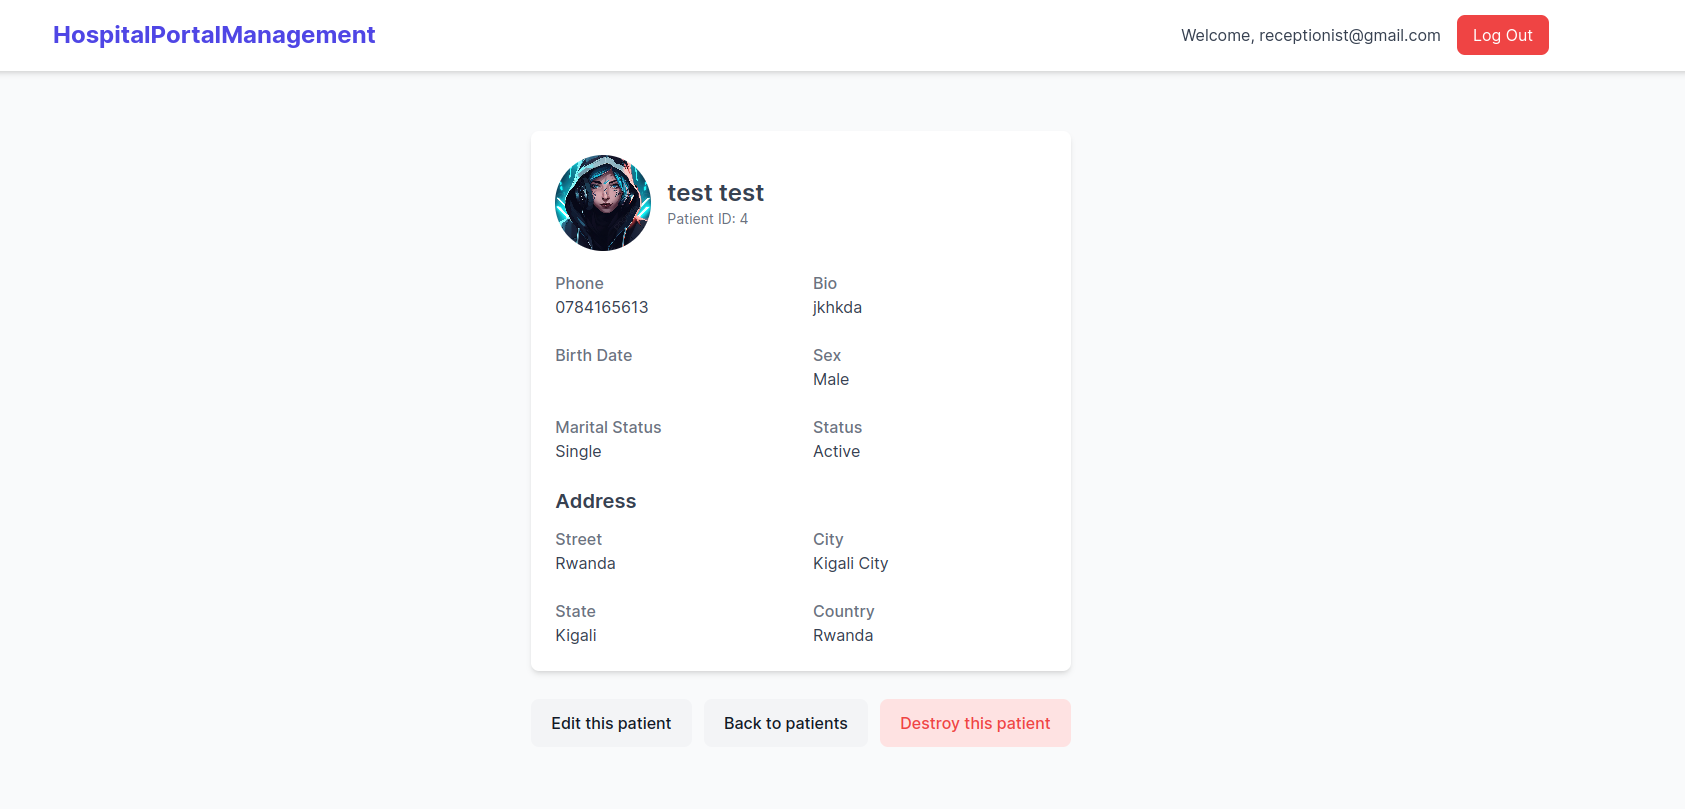 HospitalPortalManagement
Welcome, receptionist@gmail.com
Log Out
test test
Patient ID: 4
Phone
0784165613
Bio
jkhkda
Birth Date
Sex
Male
Marital Status
Single
Status
Active
Address
Street
Rwanda
City
Kigali City
State
Kigali
Country
Rwanda
Edit this patient
Back to patients
Destroy this patient